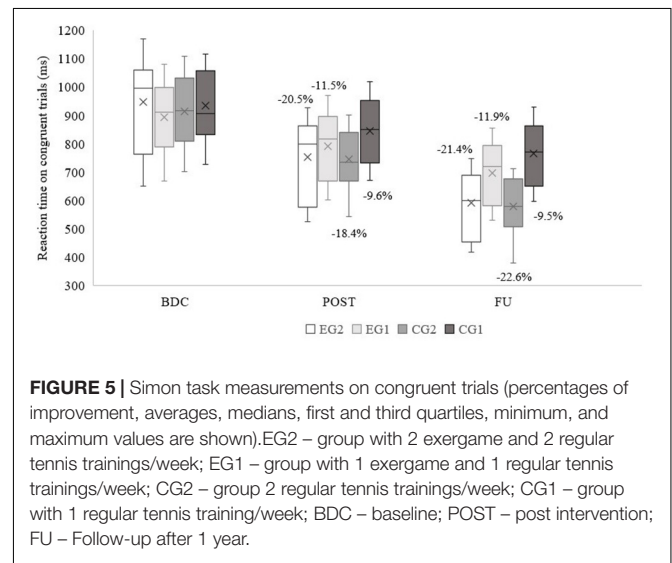 1200
1100
1000
900
800
700
600
500
400
300
Reaction time on congruent trials (ms)
-20.5%
-11.5%
-18.4%
-9.6%
-21.4%
-11.9%
-22.6%
-9.5%
BDC POST FU
EG2 EG1 CG2 CG1
FIGURE 5 | Simon task measurements on congruent trials (percentages of
improvement, averages, medians, first and third quartiles, minimum, and
maximum values are shown).EG2 – group with 2 exergame and 2 regular
tennis trainings/week; EG1 – group with 1 exergame and 1 regular tennis
trainings/week; CG2 – group 2 regular tennis trainings/week; CG1 – group
with 1 regular tennis training/week; BDC – baseline; POST – post intervention;
FU – Follow-up after 1 year.